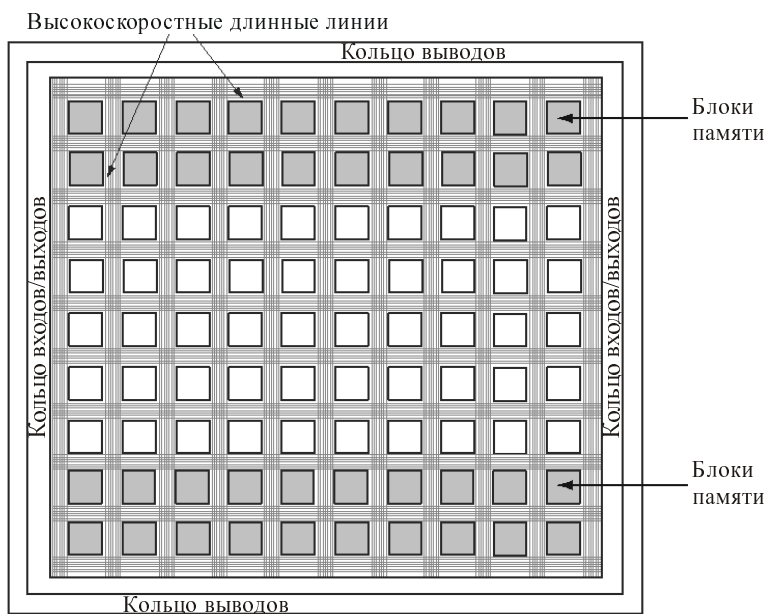 Высокоскоростные длинные линии
Кольцо выводов
Блоки
памяти
Кольцо входов/выходов
Кольцо входов/выходов
Блоки
памяти
Кольцо выводов